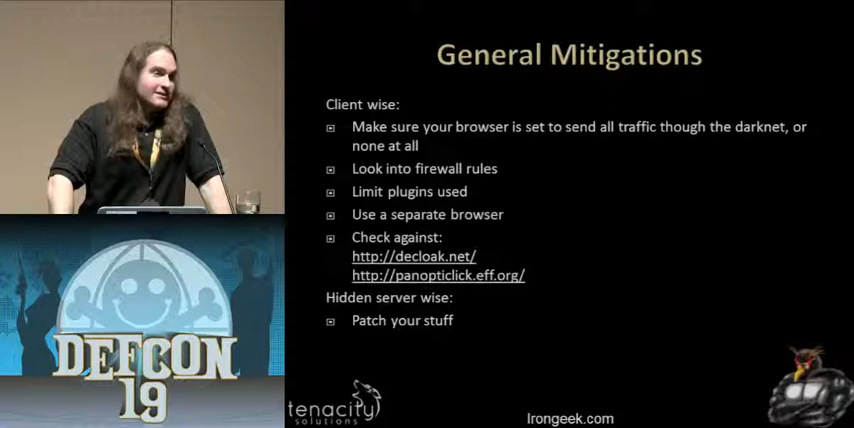 General Mitigations
Client wise:
Make sure your browser is set to send all traffic though the darknet, or
none at all
Look into firewall rules
Limit plugins used
Use a separate browser
Check against:
http://decloak.net/
http://panopticlick.eff.org/
Hidden server wise:
Patch your stuff
DEFCON
19
tenacity
solutions
Irongeek.com